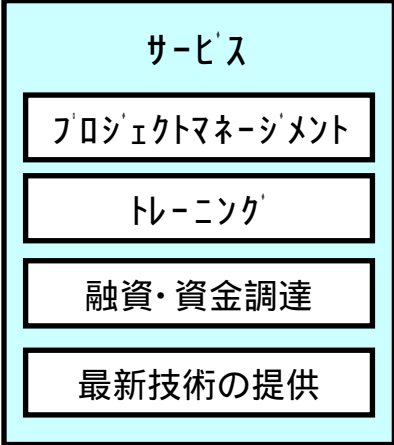 サービス
プロジェクトマネージメント
トレーニング
融資・資金調達
最新技術の提供